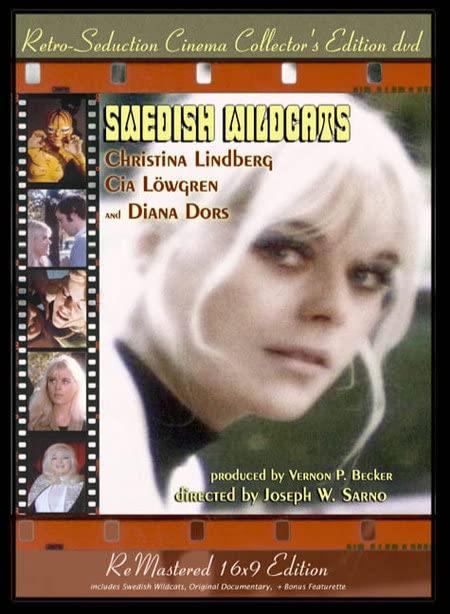 Retro-Seduction Cinema Collector's Edition dvd
SWEDISH WILDCATS
Christina Lindberg
Cia Löwgren
and Diana Dors
produced by Vernon P. Becker
directed by Joseph W. Sarno
ReMastered 16x9 Edition
includes Swedish Wildcats, Original Documentary, + Bonus Featurette